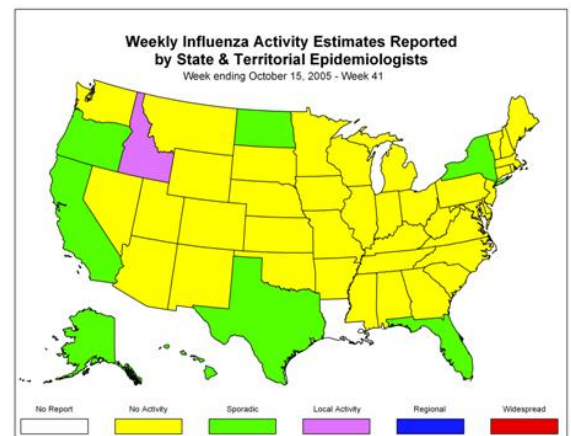 Weekly Influenza Activity Estimates Reported
by State & Territorial Epidemiologists
Week ending October 15, 2005 - Week 41
No Report No Activity Sporadic Local Activity Regional Widespread